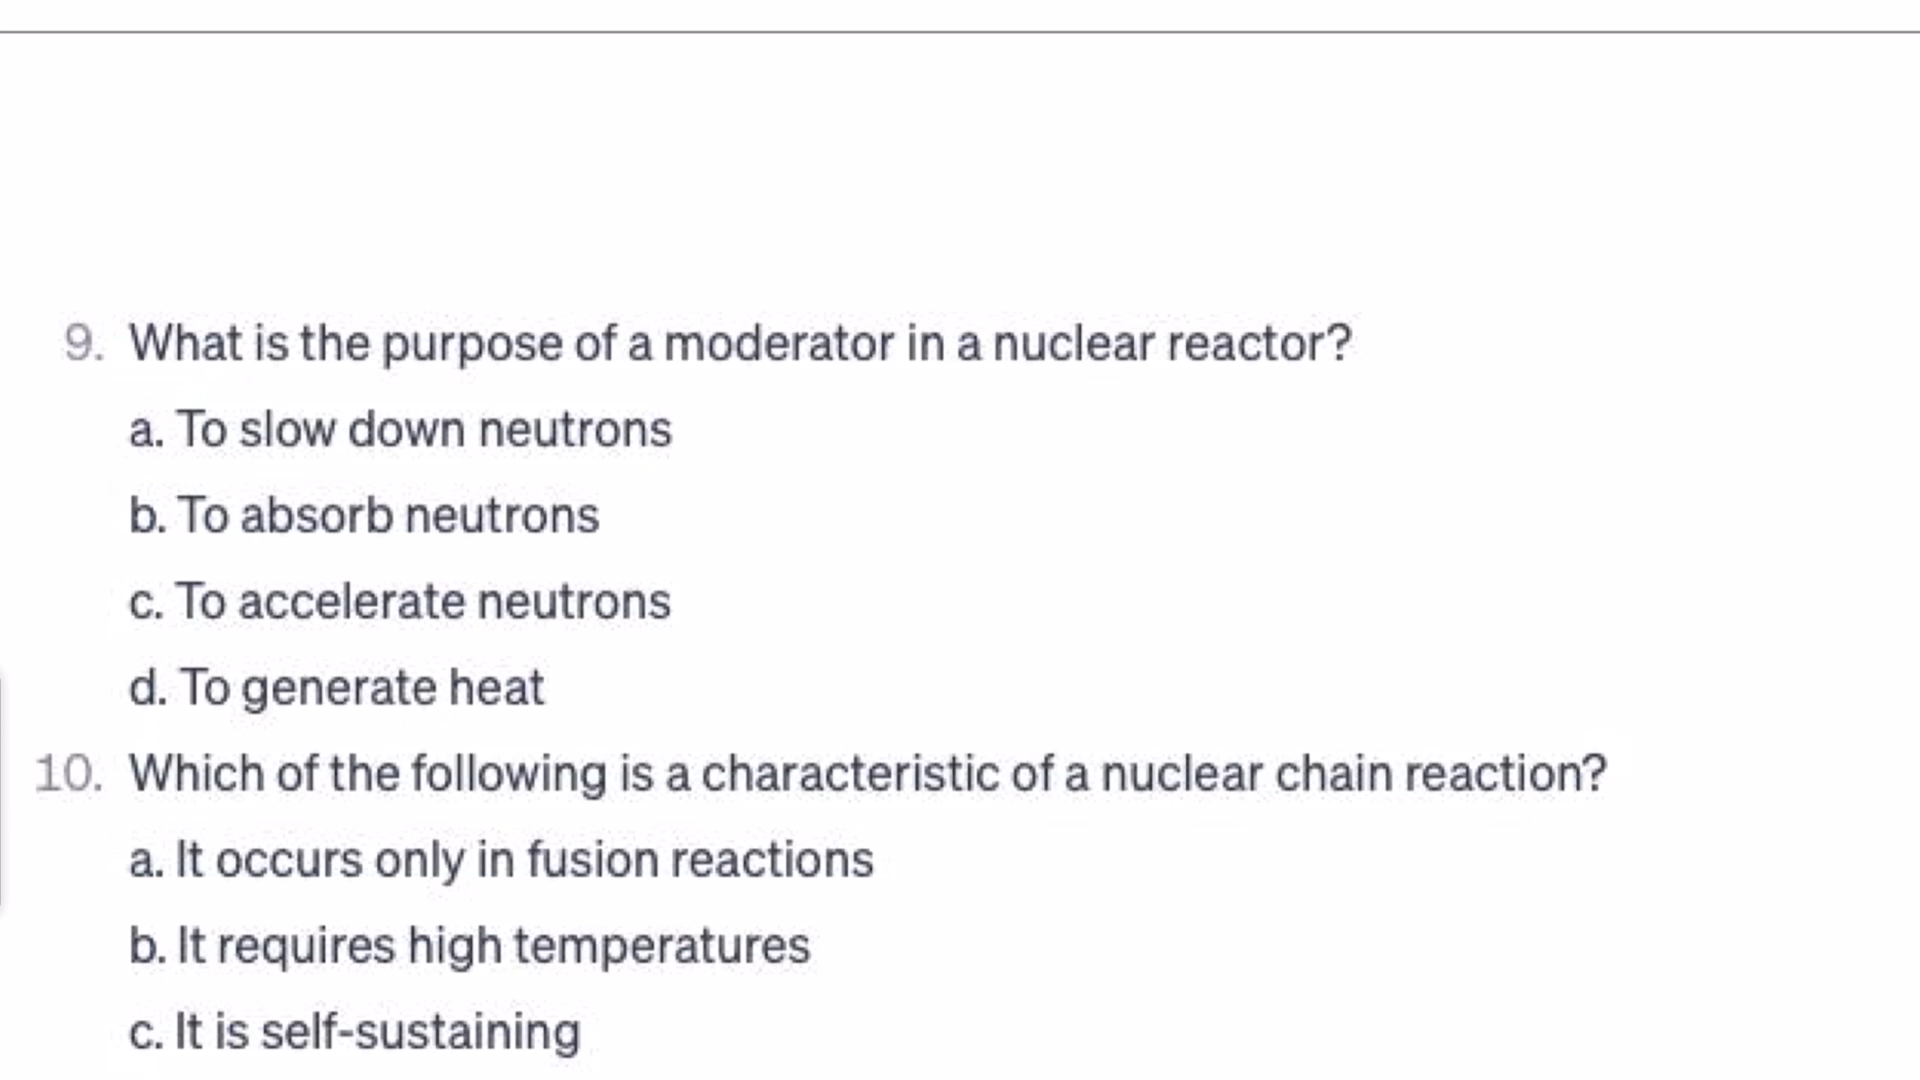 9. What is the purpose of a moderator in a nuclear reactor?
a. To slow down neutrons
b. To absorb neutrons
c. To accelerate neutrons
d. To generate heat
10. Which of the following is a characteristic of a nuclear chain reaction?
a. It occurs only in fusion reactions
b. It requires high temperatures
c. It is self-sustaining